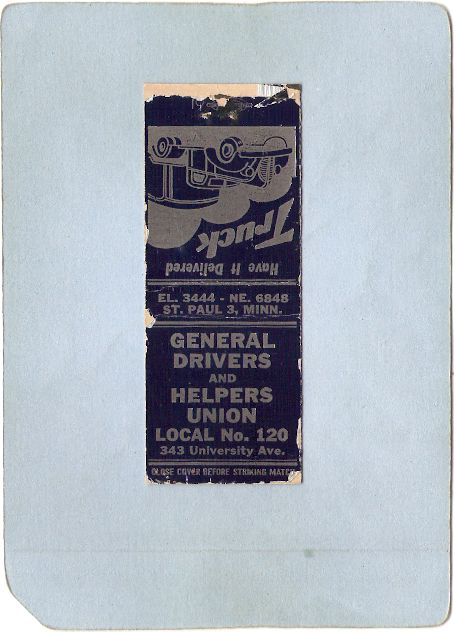 Have It Delivered
Truck
EL. 3444 - NE. 6848
ST. PAUL 3, MINN.
GENERAL
DRIVERS
AND
HELPERS
UNION
LOCAL No. 120
343 University Ave.
CLOSE COVER BEFORE STRIKING MATCH